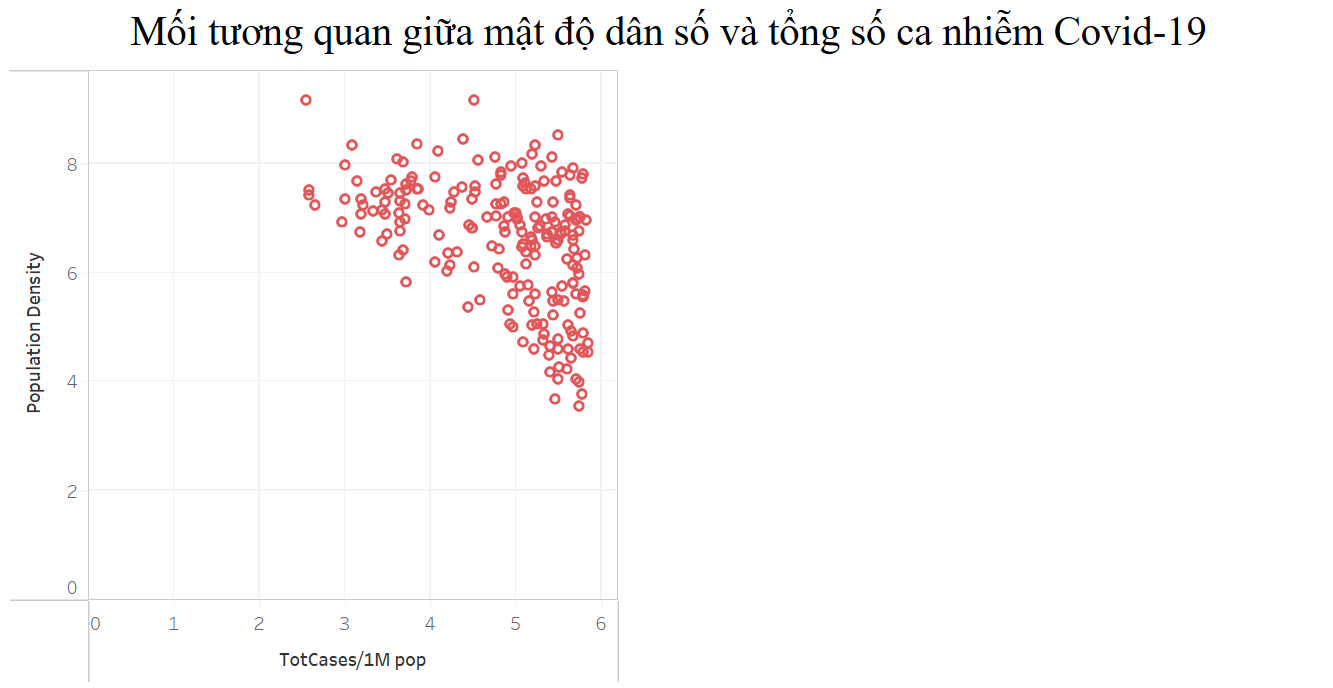 Mối tương quan giữa mật độ dân số và tổng số ca nhiễm Covid-19
Population Density
8
6
4
2
0
0 1 2 3 4 5 6
TotCases/1M pop